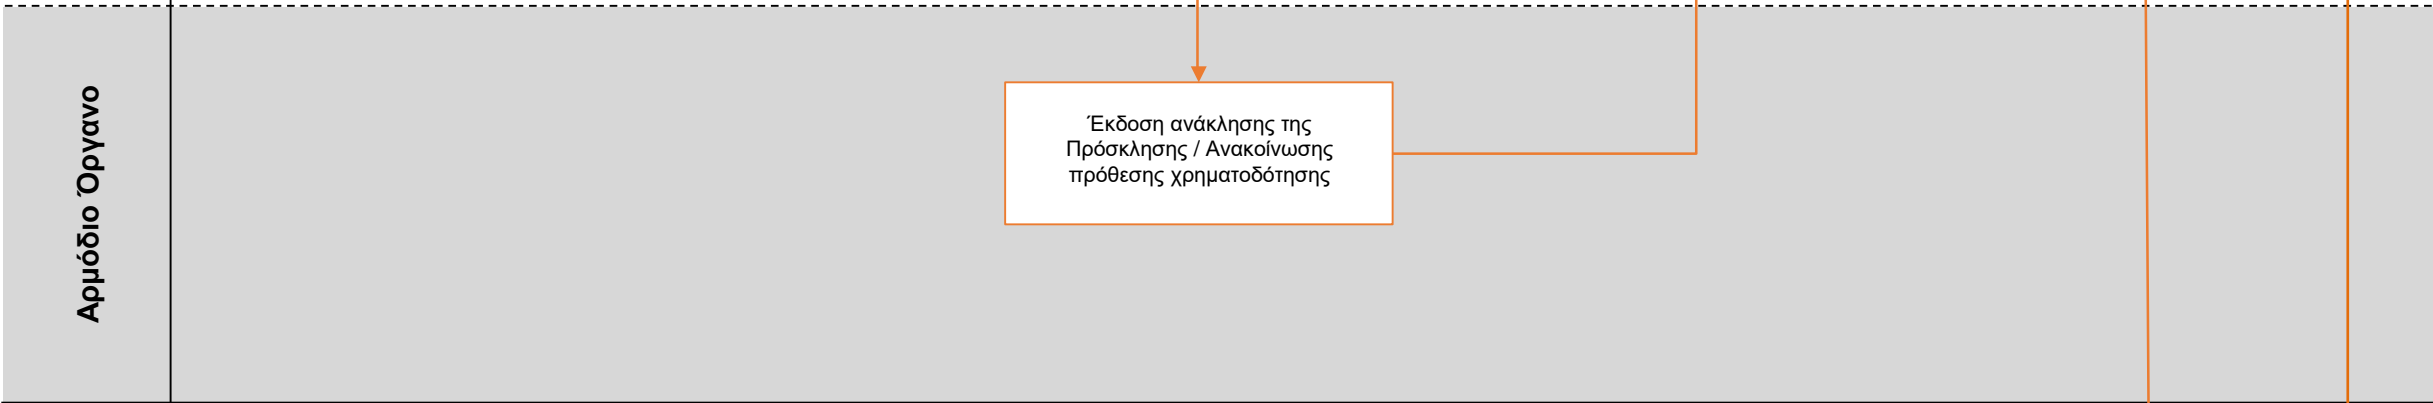 Αρμόδιο Όργανο
Έκδοση ανάκλησης της
Πρόσκλησης / Ανακοίνωσης
πρόθεσης χρηματοδότησης